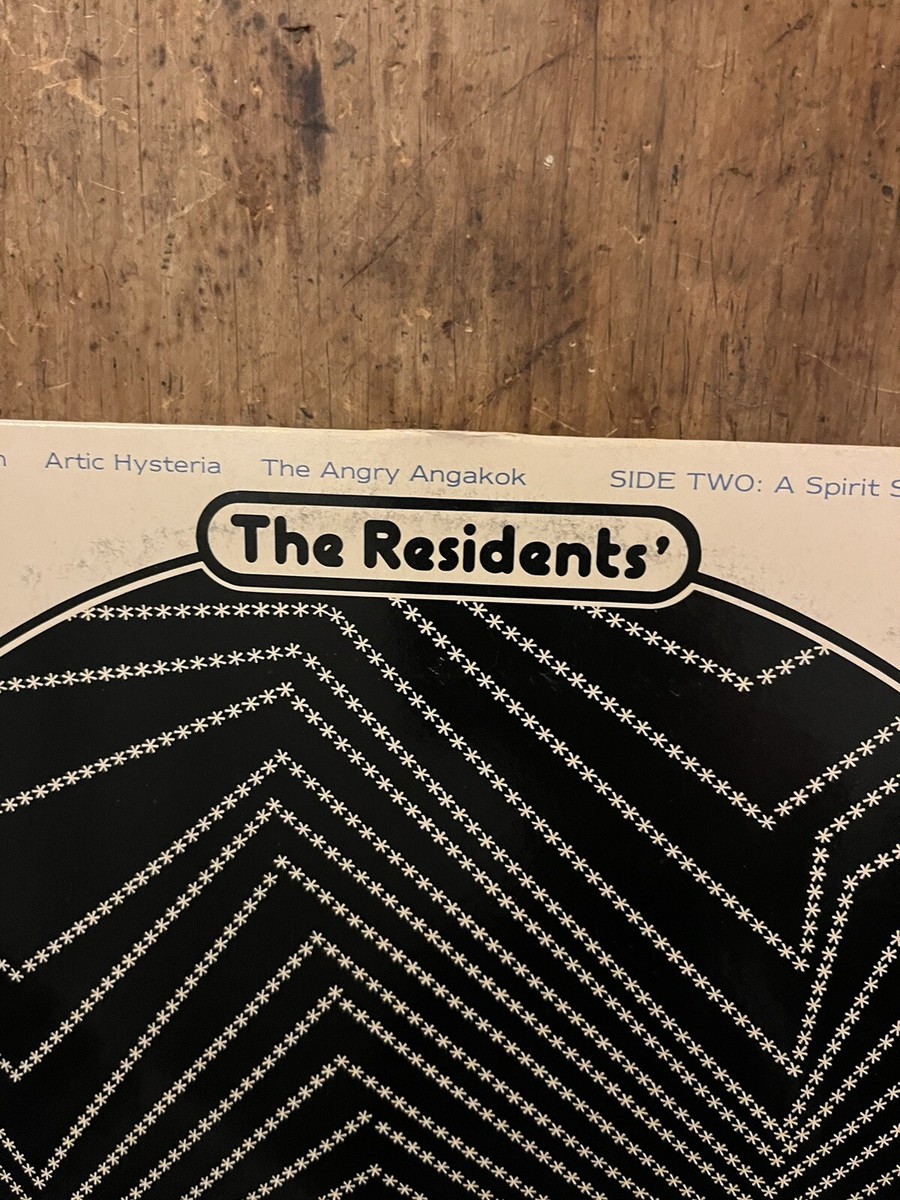 Artic Hysteria The Angry Angakok SIDE TWO: A Spirit
The Residents’